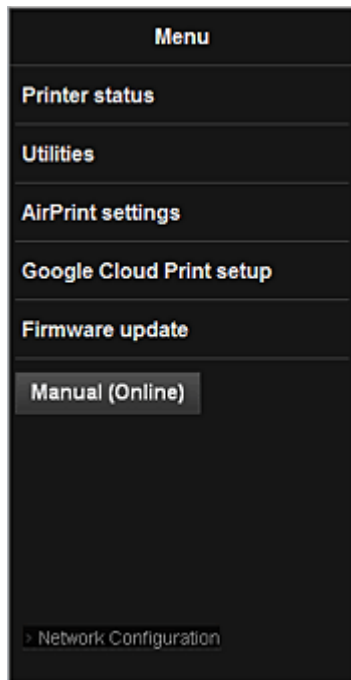 Menu
Printer status
Utilities
AirPrint settings
Google Cloud Print setup
Firmware update
Manual (Online)
> Network Configuration